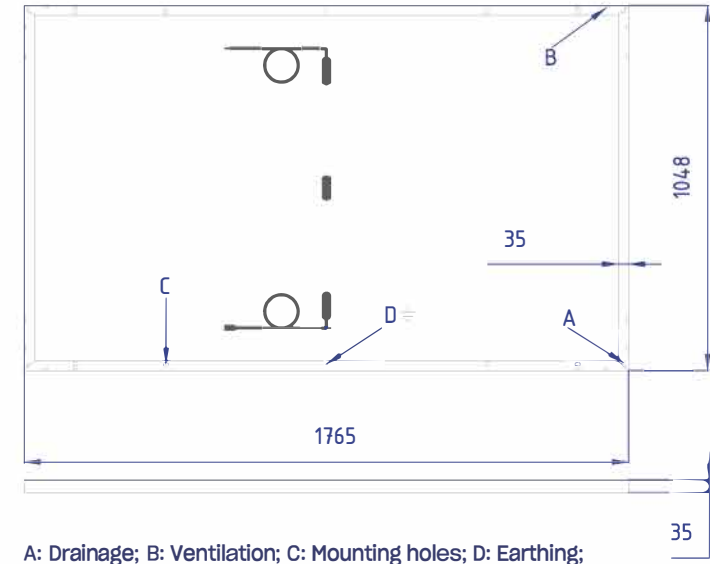 B
1048
35
C
D
A
1765
35
A: Drainage; B: Ventilation; C: Mounting holes; D: Earthing;